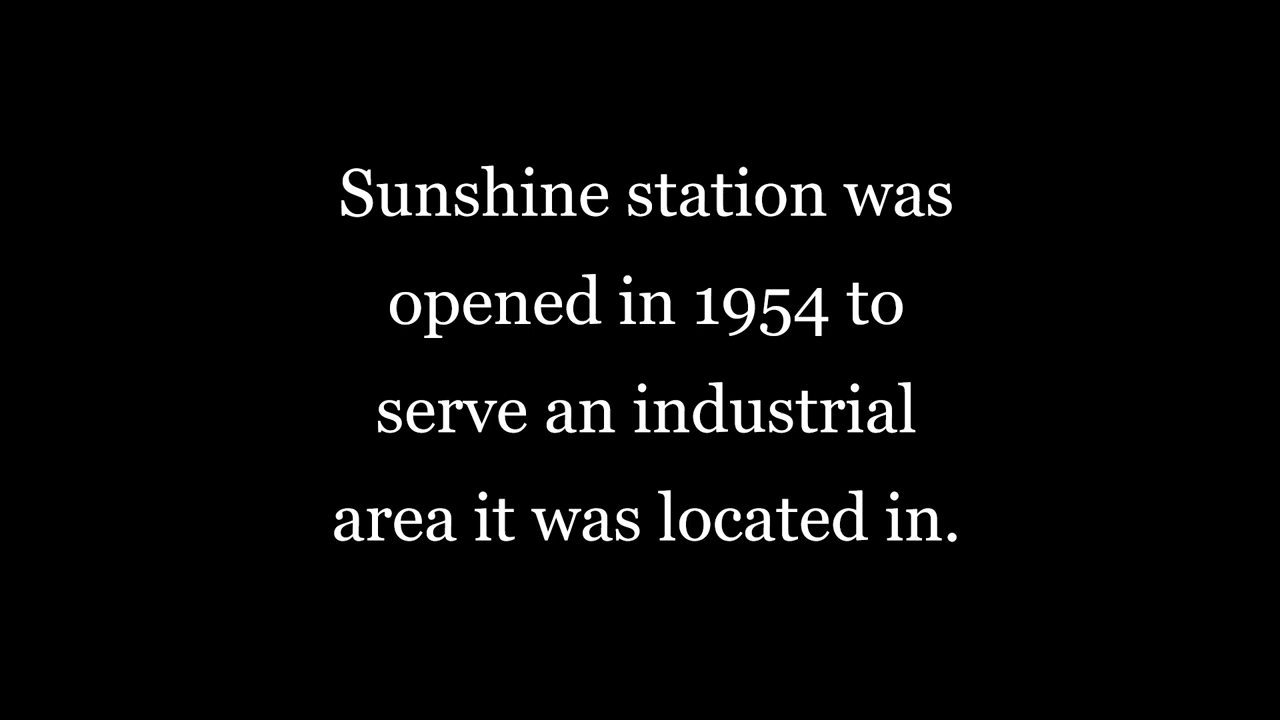 Sunshine station was
opened in 1954 to
serve an industrial
area it was located in.